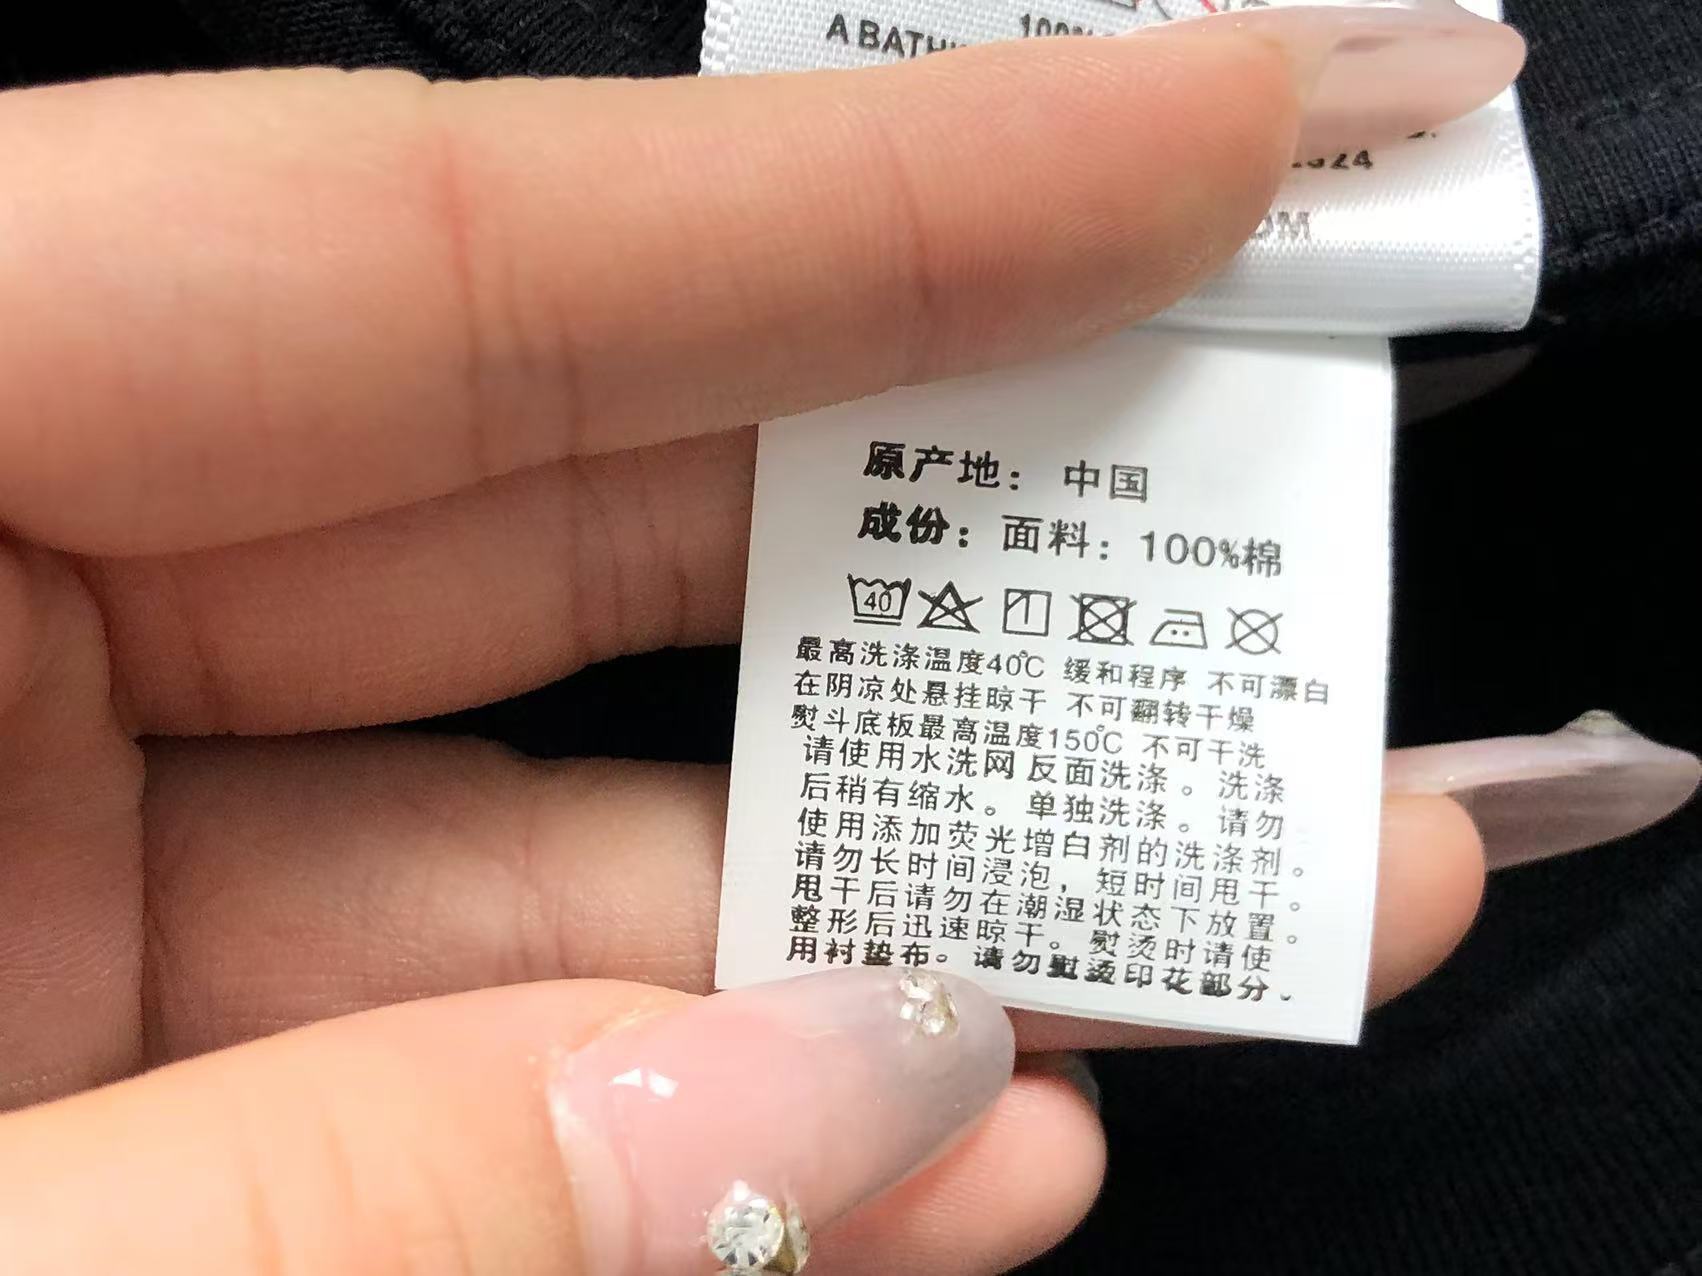 100%
A BATHI
2024
OM
原产地： 中国
成份：面料：100%棉
40
最高洗涤温度40℃ 缓和程序 不可漂白
在阴凉处悬挂晾干 不可翻转干燥
熨斗底板最高温度150℃ 不可干洗
请使用水洗网反面洗涤。洗涤
后稍有缩水。单独洗涤。请勿
使用添加荧光增白剂的洗涤剂。
请勿长时间浸泡，短时间甩干。
甩干后请勿在潮湿状态下放置。
整形后迅速晾干。熨烫时请使
用衬垫布。请勿熨烫印花部分。